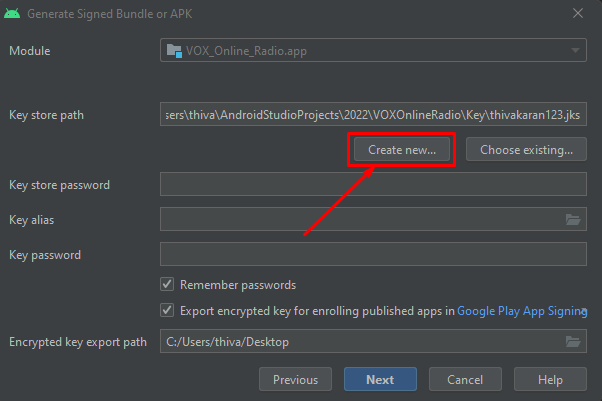 Generate Signed Bundle or APK
Module VOX_Online_Radio.app
Key store path sers\thiva\AndroidStudioProjects\2022\VOXOnlineRadio\Key\thivakaran123.jks
Create new... Choose existing...
Key store password
Key alias
Key password
Remember passwords
Export encrypted key for enrolling published apps in Google Play App Signing
Encrypted key export path C:/Users/thiva/Desktop
Previous Next Cancel Help